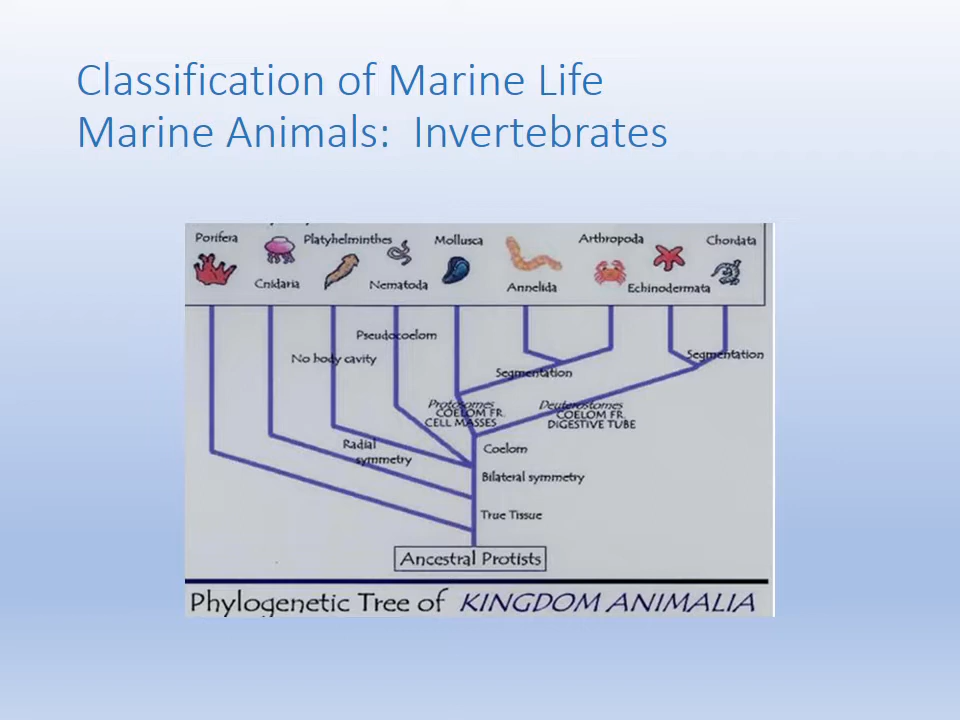 Classification of Marine Life
Marine Animals: Invertebrates
Porifera
Platyhelminthes
Mollusca
Arthropoda
Chordata
Cnidaria
Nematoda
Annelida
Echinodermata
Pseudocoelom
No body cavity
Segmentation
Segmentation
Protosomes
COELOM FR.
CELL MASSES
Deuterostomes
COELOM FR.
DIGESTIVE TUBE
Radial
symmetry
Coelom
Bilateral symmetry
True Tissue
Ancestral Protists
Phylogenetic Tree of KINGDOM ANIMALIA